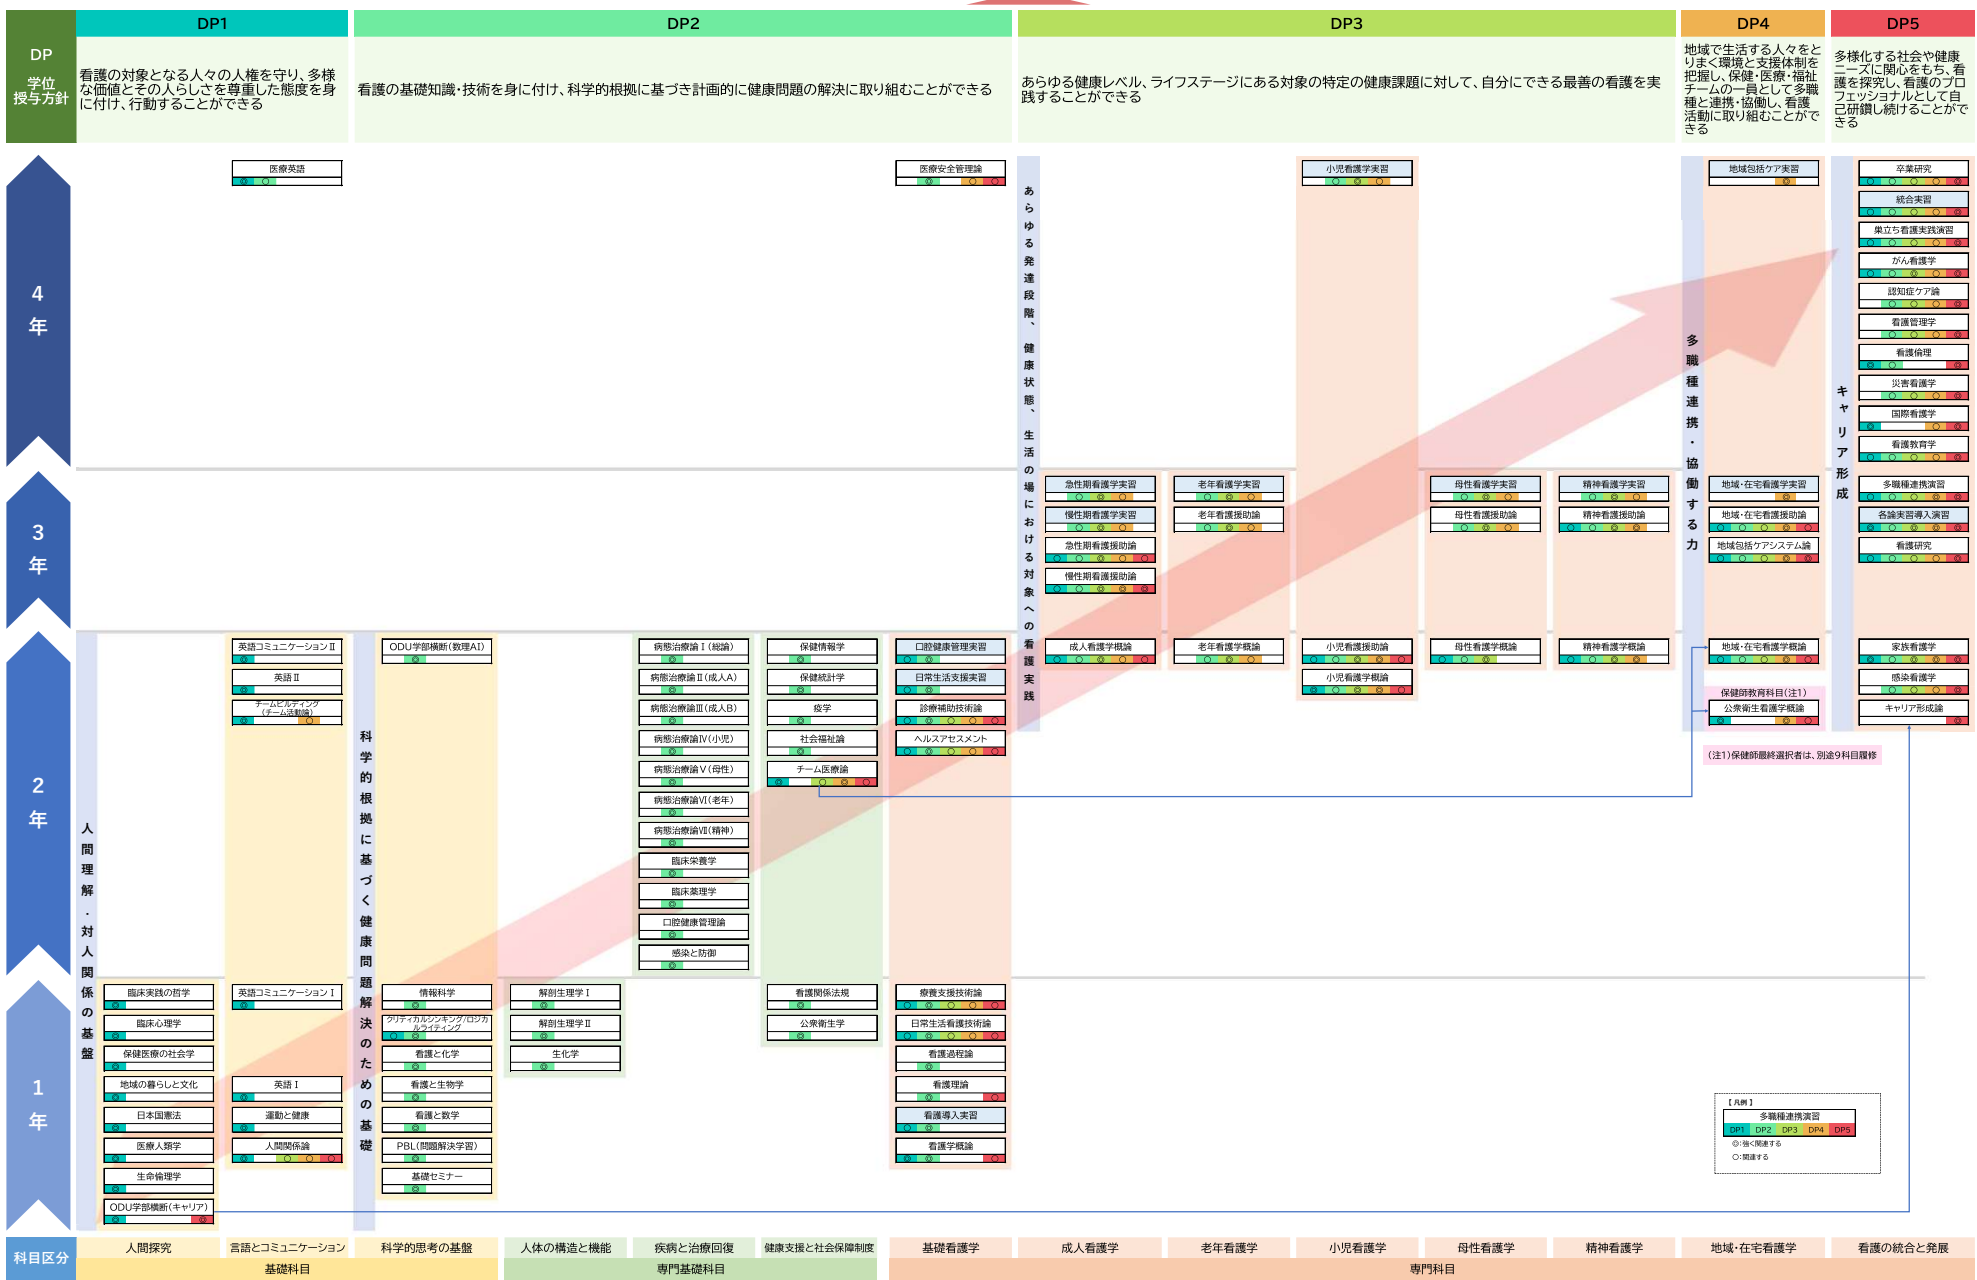 DP
学位
授与方針
DP1
看護の対象となる人々の人権を守り、多様
な価値とその人らしさを尊重した態度を身
に付け、行動することができる
DP2
看護の基礎知識・技術を身に付け、科学的根拠に基づき計画的に健康問題の解決に取り組むことができる
DP3
あらゆる健康レベル、ライフステージにある対象の特定の健康課題に対して、自分にできる最善の看護を実
践することができる
DP4
地域で生活する人々をと
りまく環境と支援体制を
把握し、保健・医療・福祉
チームの一員として多職
種と連携・協働し、看護
活動に取り組むことがで
きる
DP5
多様化する社会や健康
ニーズに関心をもち、看
護を探究し、看護のプロ
フェッショナルとして自
己研鑽し続けることがで
きる
4
年
医療英語
◎ ○
医療安全管理論
◎ ○ ○
あらゆる発達段階、健康状態、生活の場における対象への看護実践
小児看護学実習
○ ◎ ○
多職種連携・協働する力
地域包括ケア実習
◎
キャリア形成
卒業研究
○ ○ ○ ○ ◎
統合実習
○ ○ ○ ○ ◎
巣立ち看護実践演習
○ ○ ○ ○ ◎
がん看護学
○ ○ ○ ○ ◎
認知症ケア論
○ ○ ○ ◎
看護管理学
○ ○ ○ ◎
看護倫理
◎ ○ ◎
災害看護学
○ ○ ○ ◎
国際看護学
◎ ○ ◎
看護教育学
○ ○ ○ ○ ◎
3
年
急性期看護学実習
○ ◎ ○
慢性期看護学実習
○ ◎ ○
急性期看護援助論
○ ○ ◎ ○ ○
慢性期看護援助論
○ ○ ◎ ○ ○
老年看護学実習
○ ◎ ○
老年看護援助論
○ ◎ ○
母性看護学実習
○ ◎ ○
母性看護援助論
○ ◎ ○
精神看護学実習
○ ◎ ○
精神看護援助論
○ ○ ◎ ○
地域・在宅看護学実習
◎
地域・在宅看護援助論
○ ○ ○ ◎ ○
地域包括ケアシステム論
○ ○ ○ ◎ ◎
多職種連携演習
○ ○ ○ ◎ ◎
各論実習導入演習
◎ ◎ ◎ ◎ ◎
看護研究
○ ○ ○ ○ ◎
2
年
人間理解・対人関係の基盤
英語コミュニケーションⅡ
◎
英語Ⅱ
◎
チームビルディング
(チーム活動論)
◎ ○
科学的根拠に基づく健康問題解決のための基礎
ODU学部横断(数理AI)
◎
病態治療論Ⅰ(総論)
◎
病態治療論Ⅱ(成人A)
◎
病態治療論Ⅲ(成人B)
◎
病態治療論Ⅳ(小児)
◎
病態治療論Ⅴ(母性)
◎
病態治療論Ⅵ(老年)
◎
病態治療論Ⅶ(精神)
◎
臨床栄養学
◎
臨床薬理学
◎
口腔健康管理論
◎
感染と防御
◎
保健情報学
◎
保健統計学
◎
疫学
◎
社会福祉論
◎
チーム医療論
◎ ○ ◎ ○
口腔健康管理実習
◎ ◎
日常生活支援実習
◎ ◎
診療補助技術論
○ ◎ ○ ○ ○
ヘルスアセスメント
○ ◎ ○ ○ ○
成人看護学概論
○ ○ ◎ ○ ○
老年看護学概論
○ ◎ ○
小児看護援助論
○ ○ ◎ ○ ○
小児看護学概論
◎ ○ ◎ ○ ○
母性看護学概論
○ ○ ◎
精神看護学概論
○ ○ ◎ ○
地域・在宅看護学概論
○ ○ ○ ◎ ○
保健師教育科目(注1)
公衆衛生看護学概論
◎ ◎ ○
(注1)保健師最終選択者は、別途9科目履修
家族看護学
◎ ○ ○ ○ ◎
感染看護学
○ ○ ○ ◎
キャリア形成論
◎
1
年
臨床実践の哲学
◎
臨床心理学
◎
保健医療の社会学
◎
地域の暮らしと文化
◎
日本国憲法
◎
医療人類学
◎
生命倫理学
◎
ODU学部横断(キャリア)
◎ ◎
英語コミュニケーションⅠ
◎
英語Ⅰ
◎
運動と健康
◎
人間関係論
◎ ○ ○ ○
情報科学
◎
クリティカルシンキング/ロジカ
ルライティング
○ ◎
看護と化学
◎
看護と生物学
◎
看護と数学
◎
PBL(問題解決学習)
◎
基礎セミナー
◎
解剖生理学Ⅰ
◎
解剖生理学Ⅱ
◎
生化学
◎
看護関係法規
◎
公衆衛生学
◎
療養支援技術論
○ ◎ ○ ○ ○
日常生活看護技術論
○ ◎ ○ ○ ○
看護過程論
◎
看護理論
◎ ○
看護導入実習
◎ ◎
看護学概論
◎ ◎ ○
【凡例】
多職種連携演習
DP1 DP2 DP3 DP4 DP5
◎:強く関連する
○:関連する
科目区分
人間探究
言語とコミュニケーション
科学的思考の基盤
人体の構造と機能
疾病と治療回復
健康支援と社会保障制度
基礎看護学
成人看護学
老年看護学
小児看護学
母性看護学
精神看護学
地域・在宅看護学
看護の統合と発展
基礎科目
専門基礎科目
専門科目